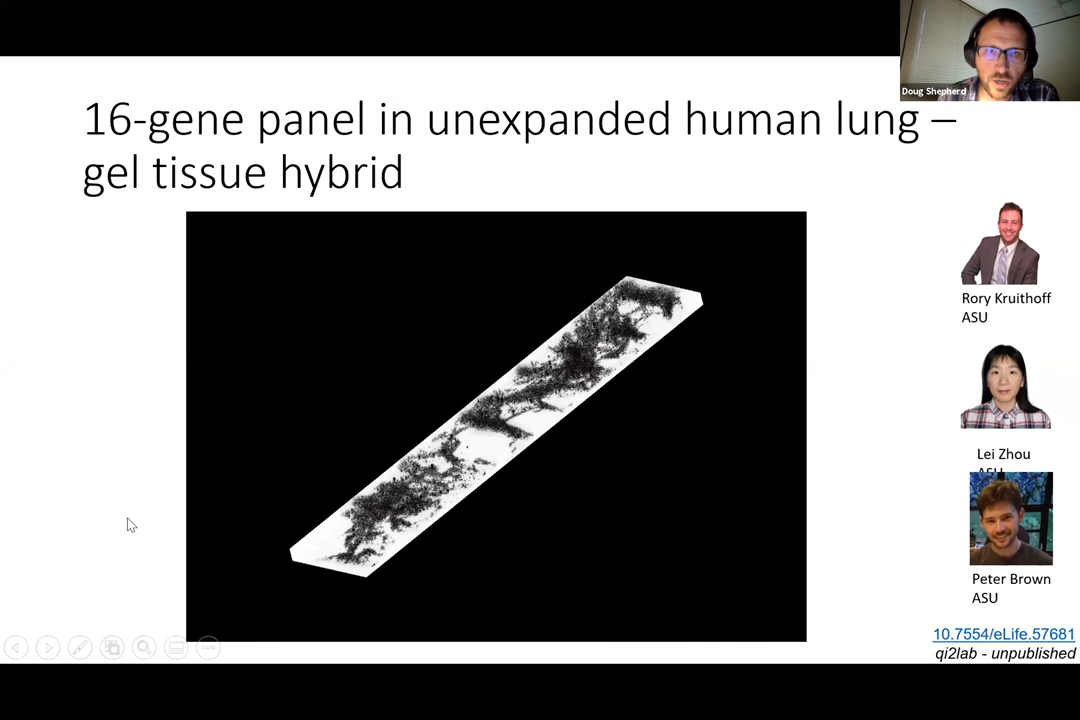 Doug Shepherd
16-gene panel in unexpanded human lung –
gel tissue hybrid
Rory Kruithoff
ASU
Lei Zhou
ASU
Peter Brown
ASU
10.7554/eLife.57681
qi2lab - unpublished